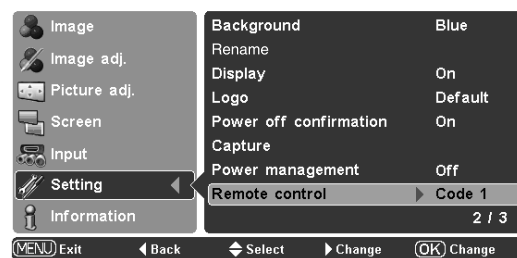 Image
Image adj.
Picture adj.
Screen
Input
Setting
Information
Background Blue
Rename
Display On
Logo Default
Power off confirmation On
Capture
Power management Off
Remote control Code 1
2 / 3
MENU Exit Back Select Change OK Change